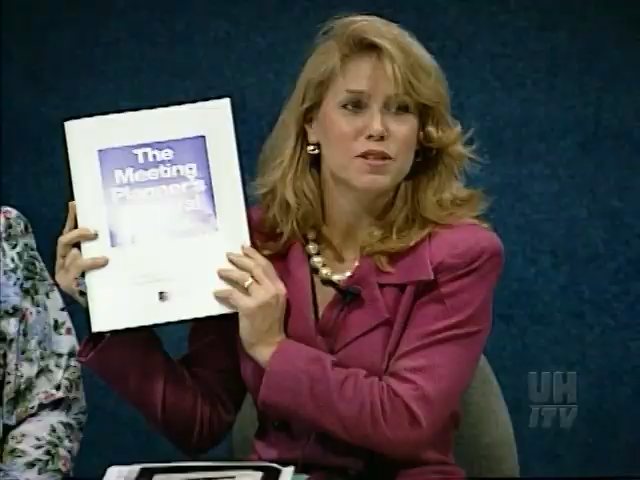 The
Meeting
Planner's
UH
ITV